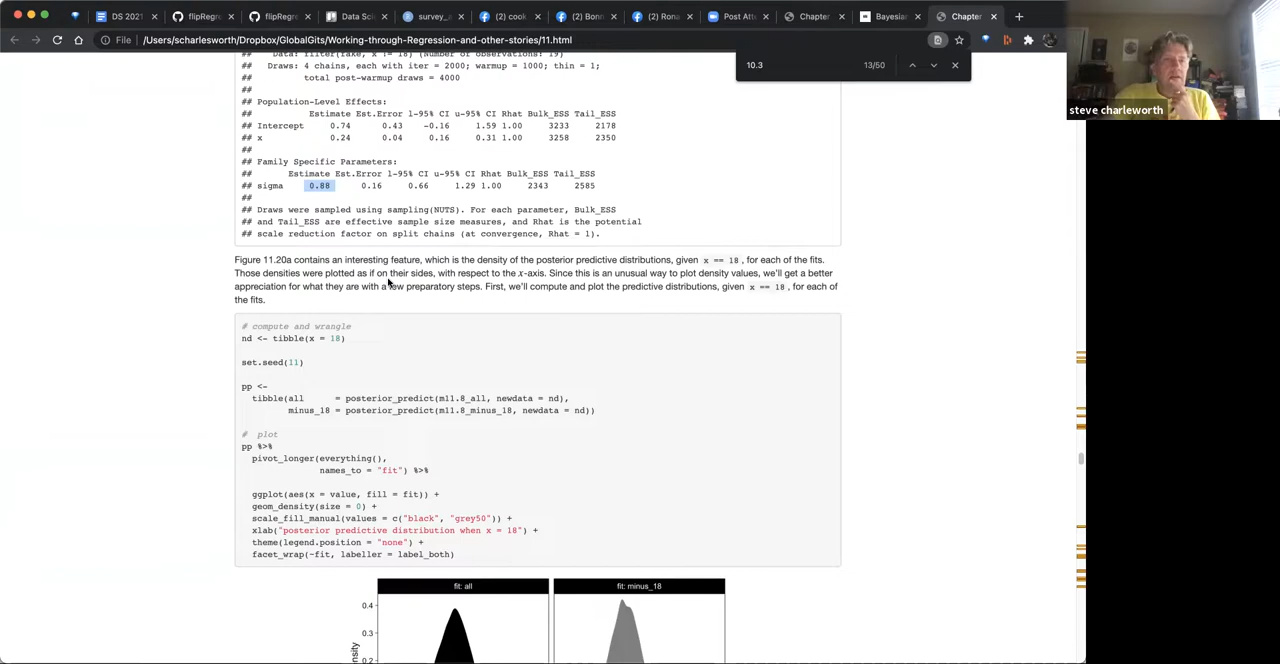 DS 2021
flipRegre
flipRegre
Data Sci
survey_a
(2) cook
(2) Bonn
(2) Rona
Post Att
Chapter
Bayesian
Chapter
File
/Users/scharlesworth/Dropbox/GlobalGits/Working-through-Regression-and-other-stories/11.html
10.3
13/50
steve charleworth
## Data: filter(fake, x != 18) (Number of observations: 19)
## Draws: 4 chains, each with iter = 2000; warmup = 1000; thin = 1;
## total post-warmup draws = 4000
##
## Population-Level Effects:
## Estimate Est.Error l-95% CI u-95% CI Rhat Bulk_ESS Tail_ESS
## Intercept 0.74 0.43 -0.16 1.59 1.00 3233 2178
## x 0.24 0.04 0.16 0.31 1.00 3258 2350
##
## Family Specific Parameters:
## Estimate Est.Error l-95% CI u-95% CI Rhat Bulk_ESS Tail_ESS
## sigma 0.88 0.16 0.66 1.29 1.00 2343 2585
##
## Draws were sampled using sampling(NUTS). For each parameter, Bulk_ESS
## and Tail_ESS are effective sample size measures, and Rhat is the potential
## scale reduction factor on split chains (at convergence, Rhat = 1).
Figure 11.20a contains an interesting feature, which is the density of the posterior predictive distributions, given x == 18, for each of the fits.
Those densities were plotted as if on their sides, with respect to the x-axis. Since this is an unusual way to plot density values, we'll get a better
appreciation for what they are with a few preparatory steps. First, we'll compute and plot the predictive distributions, given x == 18, for each of
the fits.
# compute and wrangle
nd <- tibble(x = 18)
set.seed(11)
pp <-
tibble(all = posterior_predict(m11.8_all, newdata = nd),
minus_18 = posterior_predict(m11.8_minus_18, newdata = nd))
# plot
pp %>%
pivot_longer(everything(),
names_to = "fit") %>%
ggplot(aes(x = value, fill = fit)) +
geom_density(size = 0) +
scale_fill_manual(values = c("black", "grey50")) +
xlab("posterior predictive distribution when x = 18") +
theme(legend.position = "none") +
facet_wrap(~fit, labeller = label_both)
fit: all
fit: minus_18
0.4
0.3
0.2